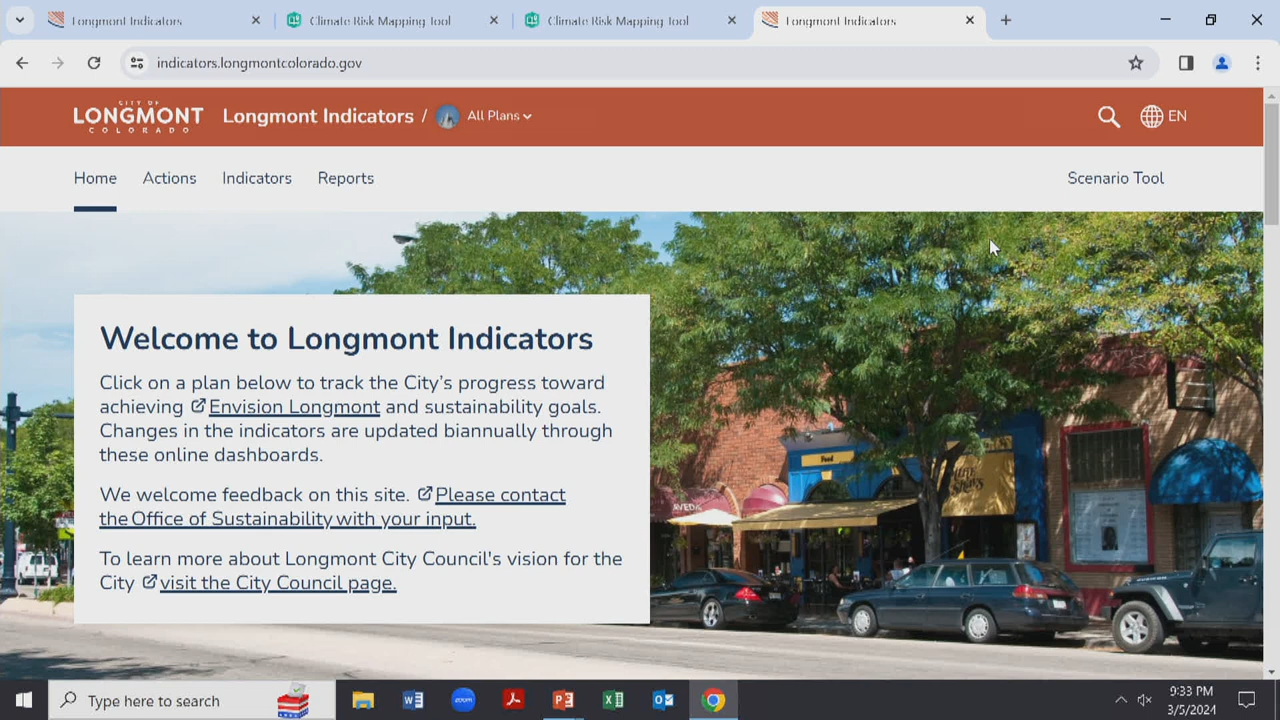 Longmont Indicators
Climate Risk Mapping Tool
Climate Risk Mapping Tool
Longmont Indicators
indicators.longmontcolorado.gov
CITY OF
LONGMONT
COLORADO
Longmont Indicators / All Plans
EN
Home Actions Indicators Reports
Scenario Tool
Welcome to Longmont Indicators
Click on a plan below to track the City’s progress toward
achieving Envision Longmont and sustainability goals.
Changes in the indicators are updated biannually through
these online dashboards.
We welcome feedback on this site. Please contact
the Office of Sustainability with your input.
To learn more about Longmont City Council's vision for the
City visit the City Council page.
Food
Type here to search
zoom
9:33 PM
3/5/2024